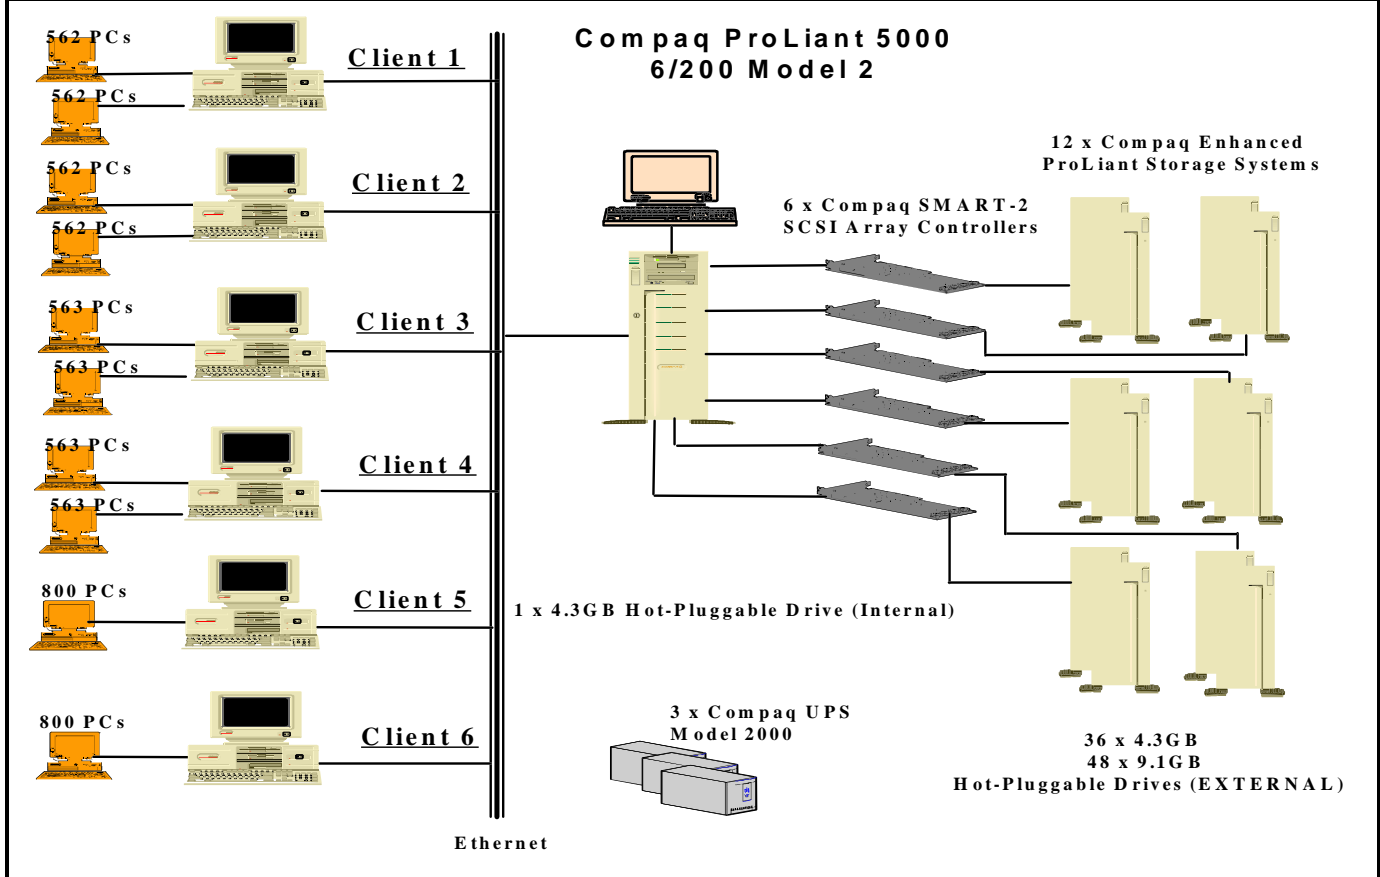 Compaq ProLiant 5000
6/200 Model 2
562 PCs
Client 1
562 PCs
562 PCs
Client 2
562 PCs
563 PCs
Client 3
563 PCs
563 PCs
Client 4
563 PCs
800 PCs
Client 5
800 PCs
Client 6
Ethernet
12 x Compaq Enhanced
ProLiant Storage Systems
6 x Compaq SMART-2
SCSI Array Controllers
1 x 4.3GB Hot-Pluggable Drive (Internal)
3 x Compaq UPS
Model 2000
36 x 4.3GB
48 x 9.1GB
Hot-Pluggable Drives (EXTERNAL)